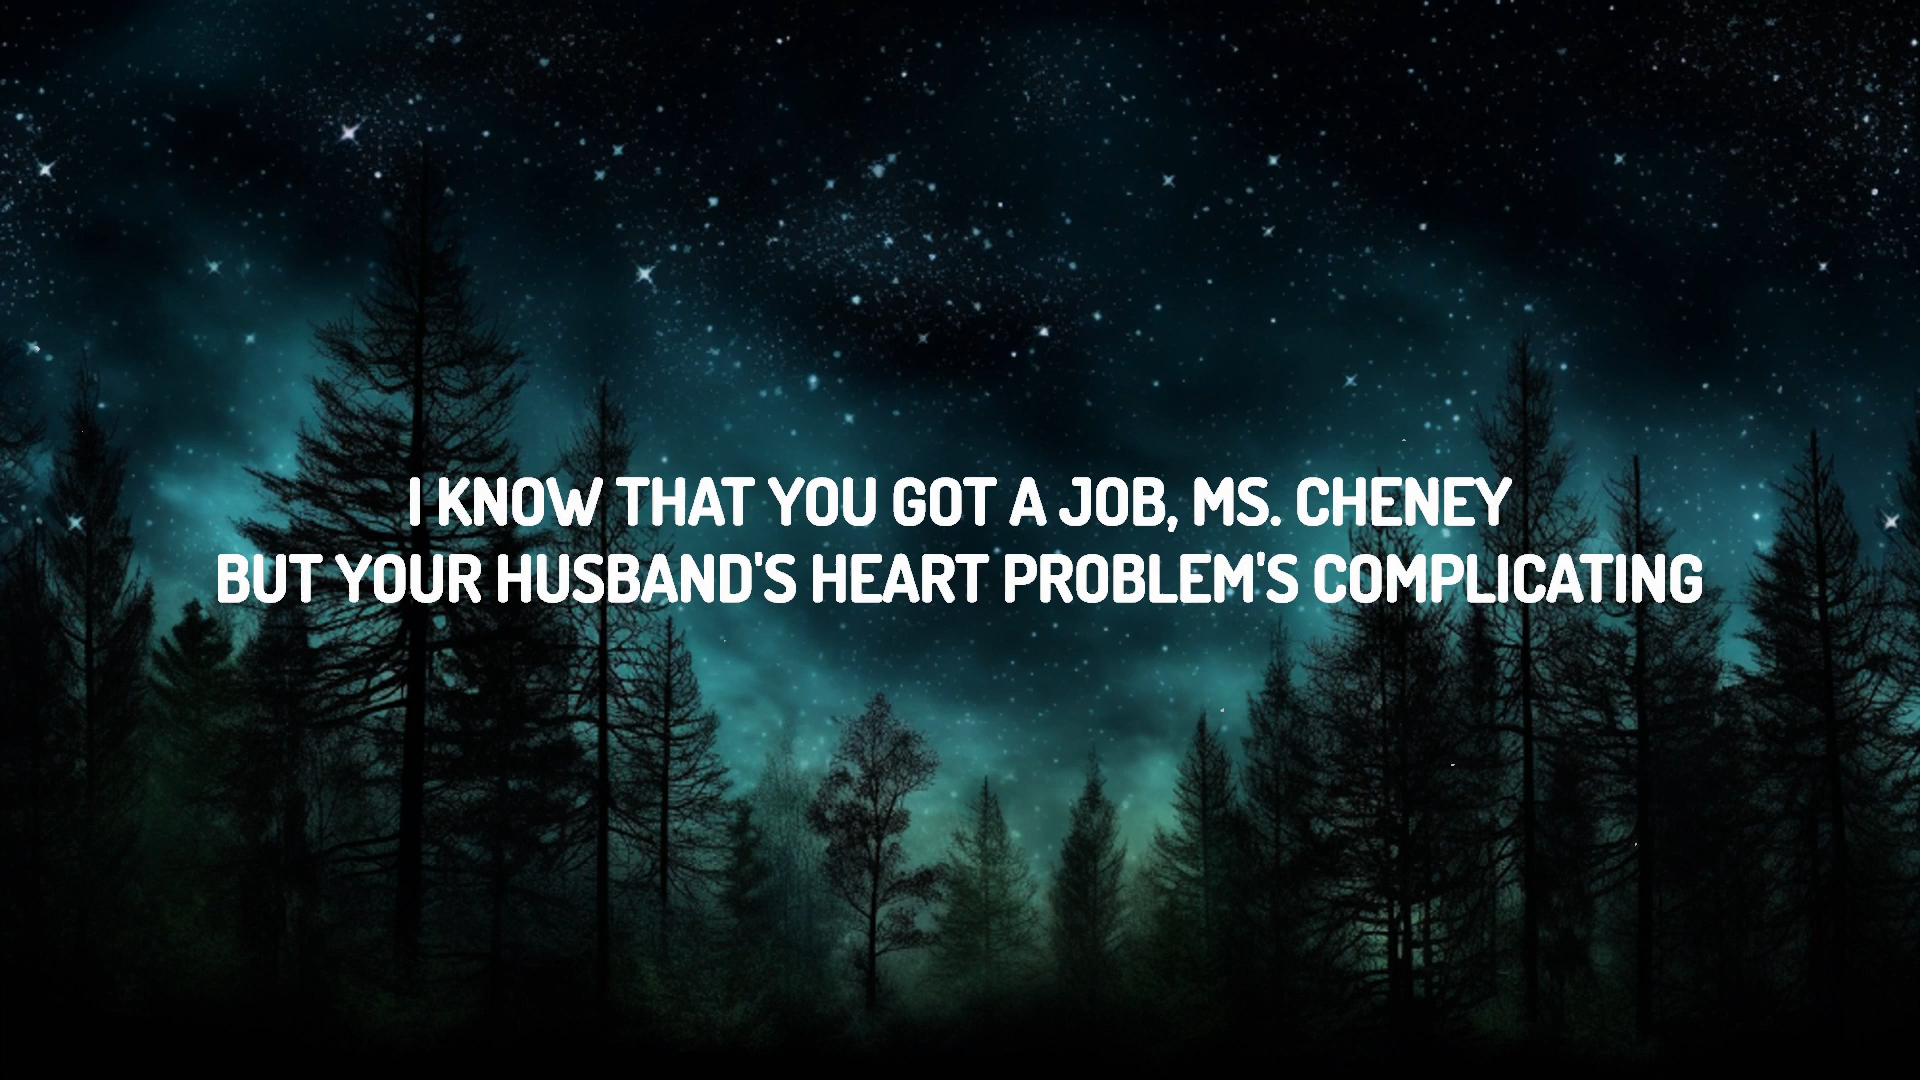 I KNOW THAT YOU GOT A JOB, MS. CHENEY
BUT YOUR HUSBAND'S HEART PROBLEM'S COMPLICATING